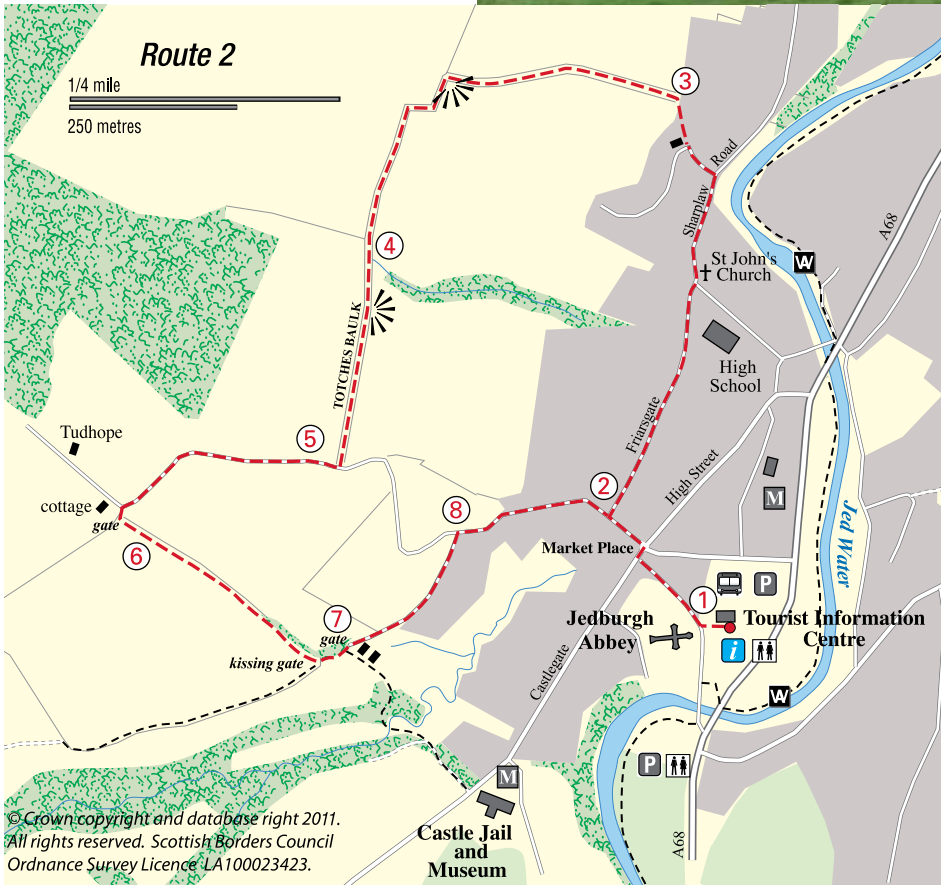 Route 2
1/4 mile
250 metres
3
Road
Sharplaw
A68
4
St John's
Church
W
TOTCHES BAULK
High
School
Friarsgate
Tudhope
5
High Street
cottage
gate
2
8
M
6
Market Place
Jed Water
7
gate
1
P
Jedburgh
Abbey
Tourist Information
Centre
i
kissing gate
Castlegate
W
P
M
A68
Castle Jail
and
Museum
© Crown copyright and database right 2011.
All rights reserved. Scottish Borders Council
Ordnance Survey Licence LA100023423.